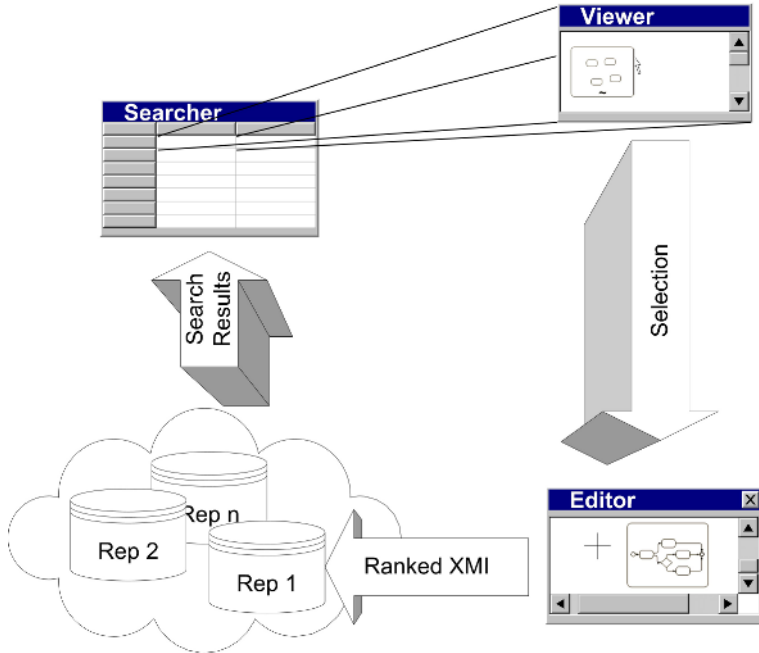 Viewer
Searcher
Search
Results
Selection
Editor
Rep n
Rep 2
Rep 1
Ranked XMI